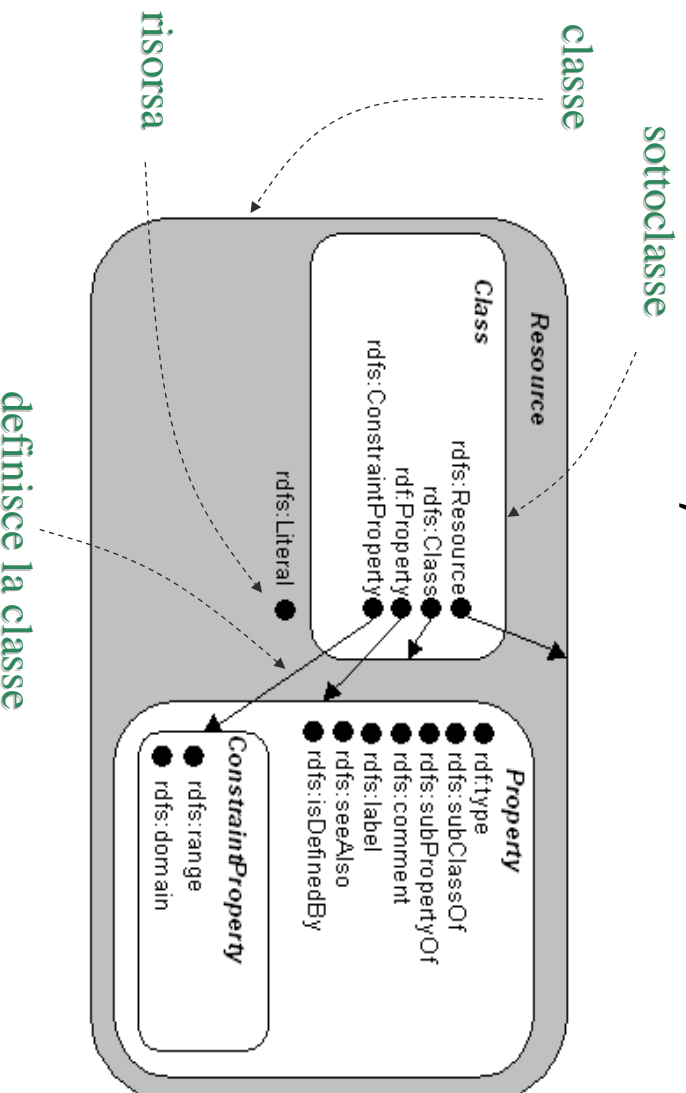 sottoclasse
classe
risorsa
definisce la classe
Resource
Class
rdfs:Resource
rdfs:Class
rdf:Property
rdfs:ConstraintProperty
rdfs:Literal
Property
rdf:type
rdfs:subClassOf
rdfs:subPropertyOf
rdfs:comment
rdfs:label
rdfs:seeAlso
rdfs:isDefinedBy
ConstraintProperty
rdfs:range
rdfs:domain